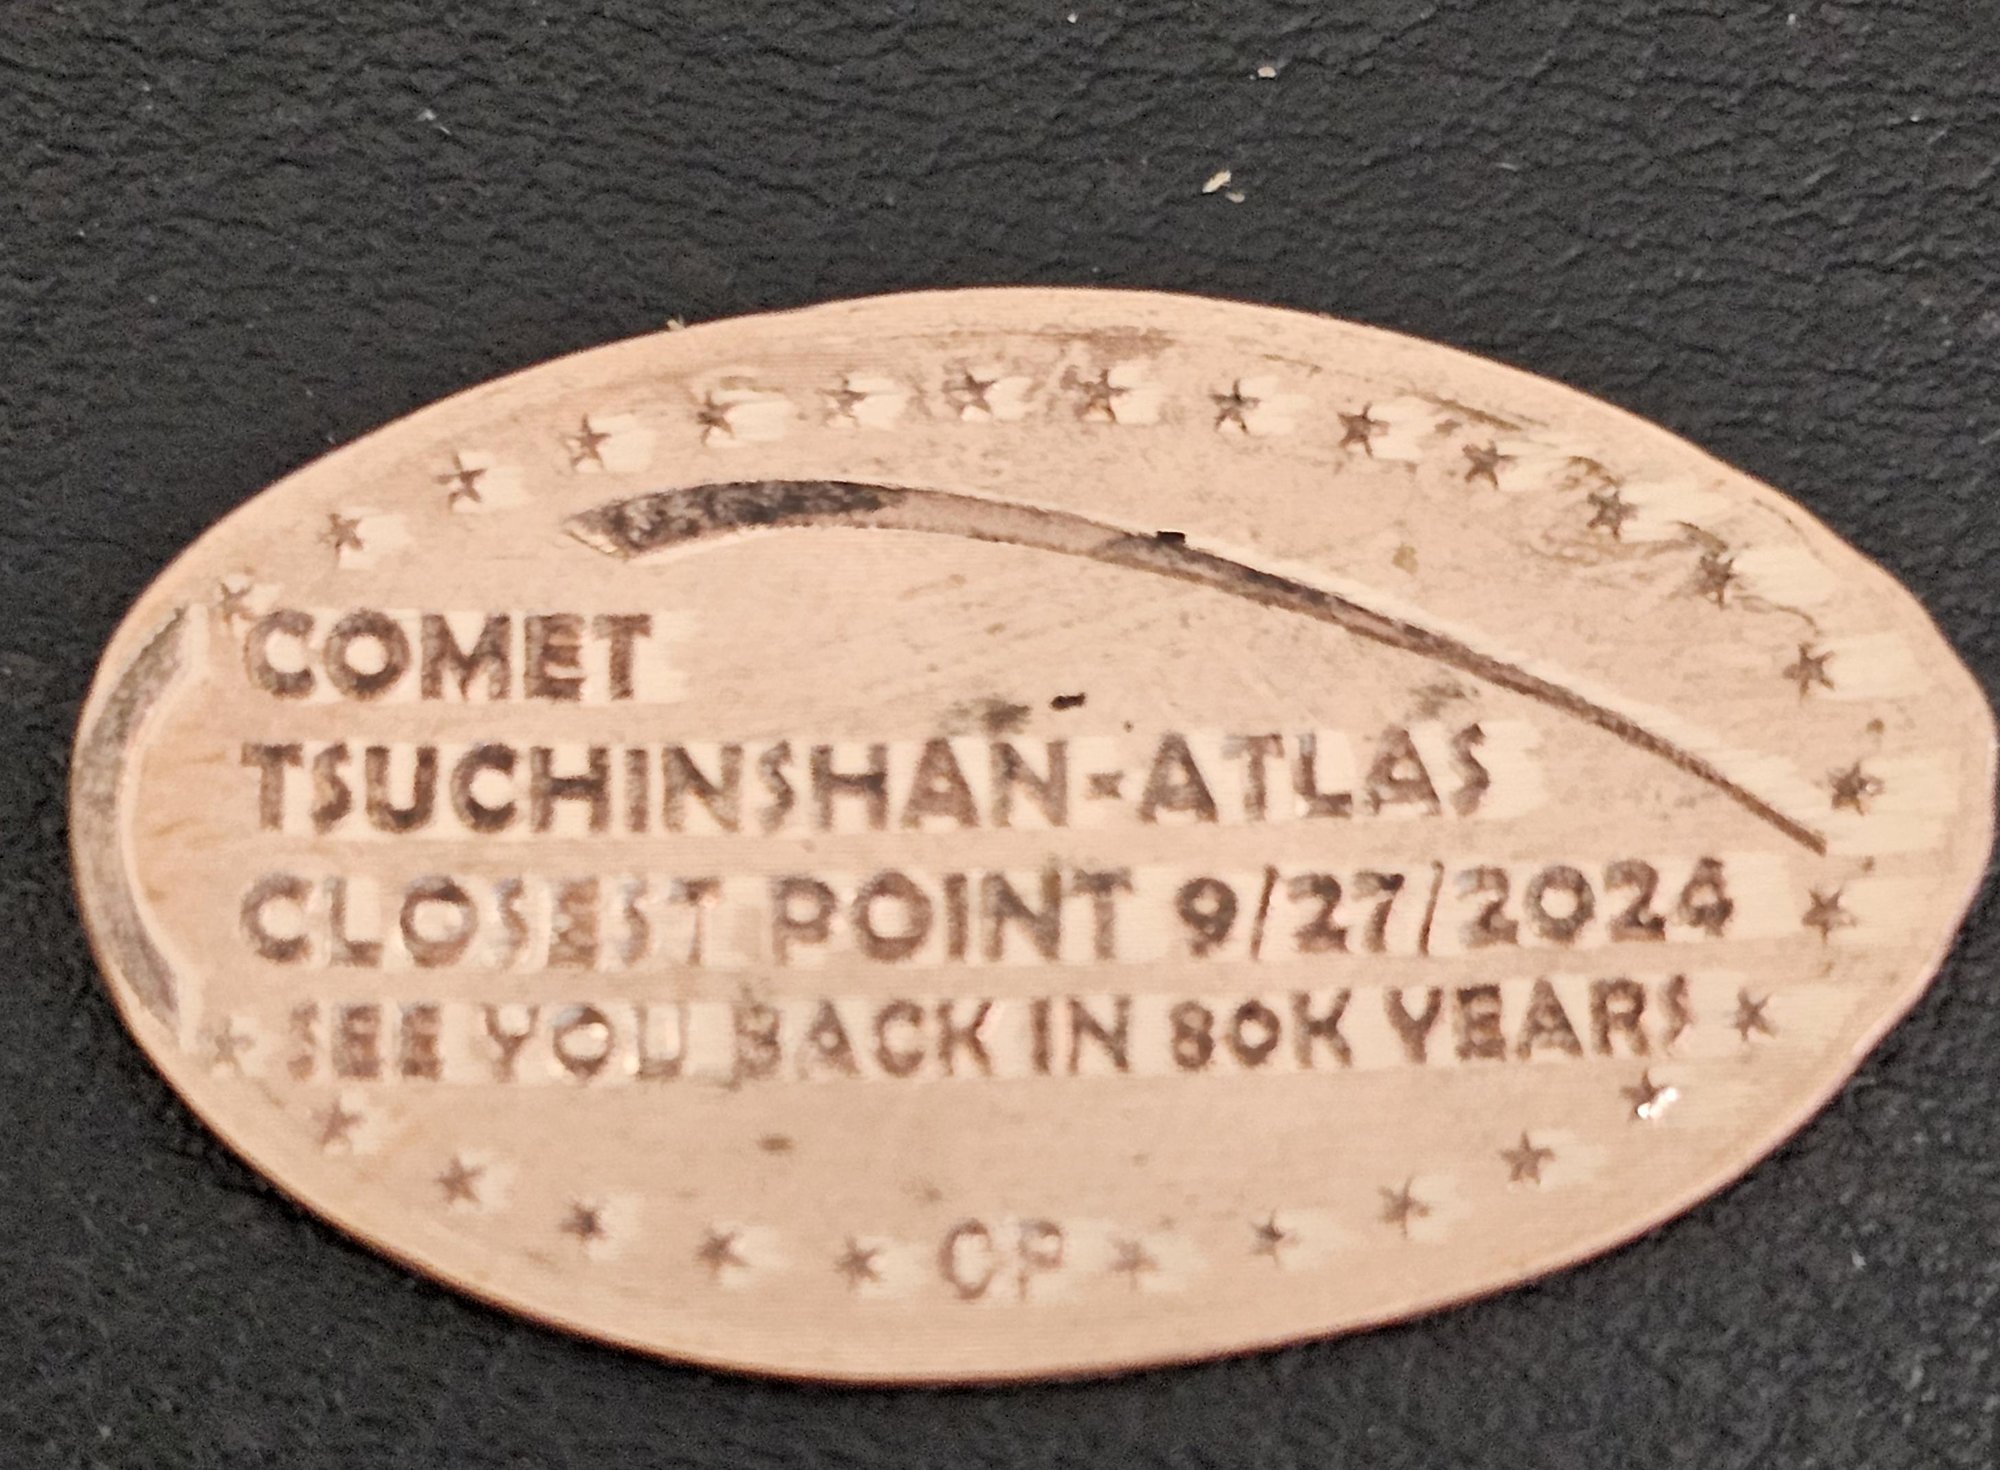 COMET
TSUCHINSHAN-ATLAS
CLOSEST POINT 9/27/2024
SEE YOU BACK IN 80K YEARS
CP